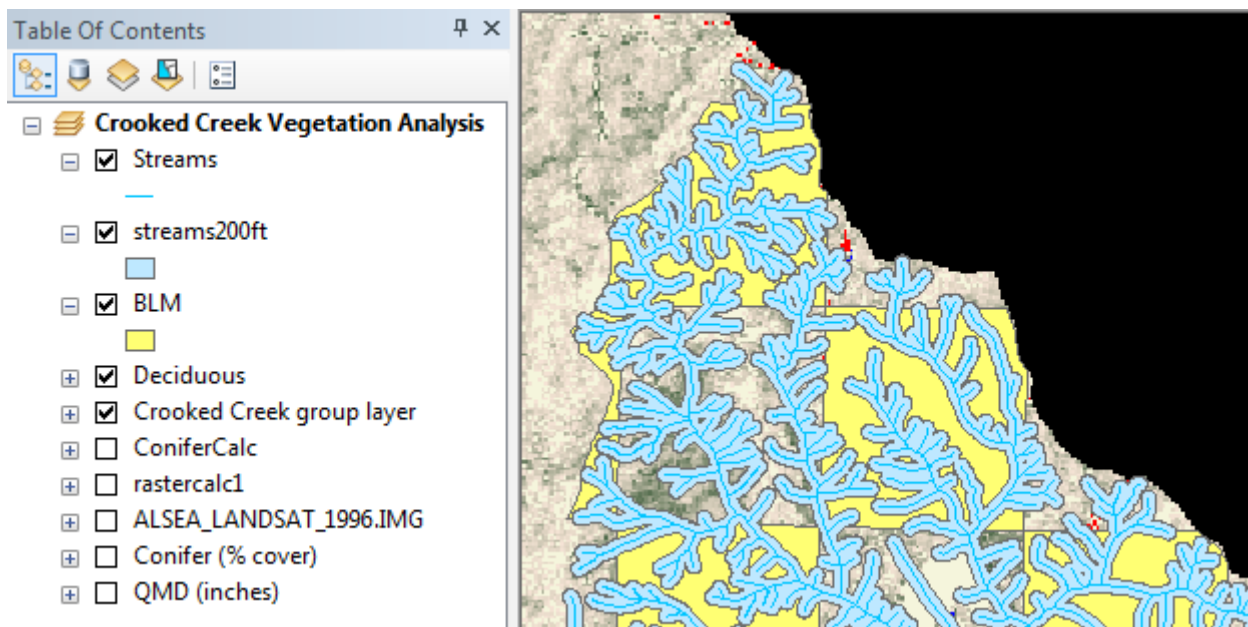 Table Of Contents
Crooked Creek Vegetation Analysis
Streams
streams200ft
BLM
Deciduous
Crooked Creek group layer
ConiferCalc
rastercalc1
ALSEA_LANDSAT_1996.IMG
Conifer (% cover)
QMD (inches)